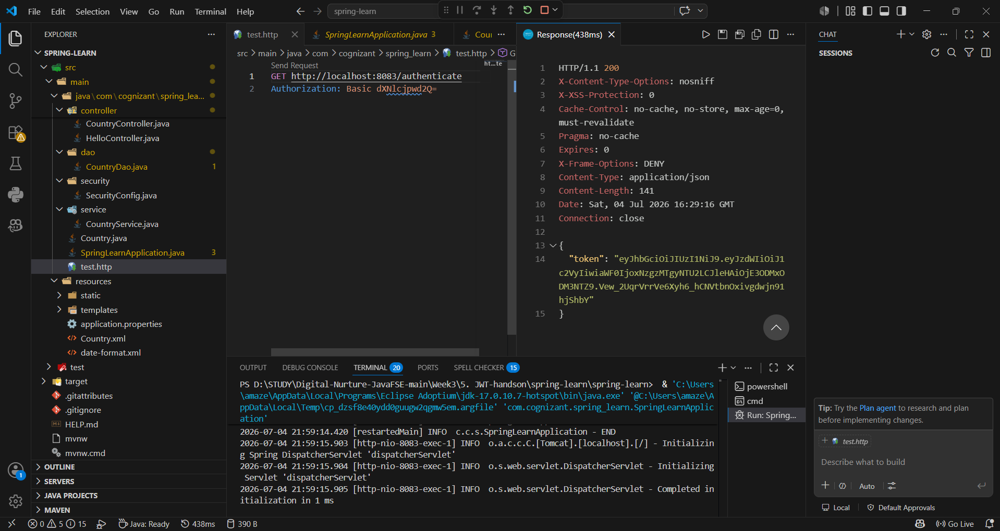 File Edit Selection View Go Run Terminal Help
spring-learn
EXPLORER
SPRING-LEARN
src
main
java\com\cognizant\spring_lea...
controller
CountryController.java
HelloController.java
dao
CountryDao.java 1
security
SecurityConfig.java
service
CountryService.java
Country.java
SpringLearnApplication.java 3
test.http
resources
static
templates
application.properties
Country.xml
date-format.xml
test
target
.gitattributes
.gitignore
HELP.md
mvnw
mvnw.cmd
OUTLINE
SERVERS
JAVA PROJECTS
MAVEN
1
test.http
SpringLearnApplication.java 3
Cour
src > main > java > com > cognizant > spring_learn > test.http > G
ht...te
Send Request
1 GET http://localhost:8083/authenticate
2 Authorization: Basic dXNlcjpwd2Q=
Response(438ms)
1 HTTP/1.1 200
2 X-Content-Type-Options: nosniff
3 X-XSS-Protection: 0
4 Cache-Control: no-cache, no-store, max-age=0,
must-revalidate
5 Pragma: no-cache
6 Expires: 0
7 X-Frame-Options: DENY
8 Content-Type: application/json
9 Content-Length: 141
10 Date: Sat, 04 Jul 2026 16:29:16 GMT
11 Connection: close
12
13 {
14 "token": "eyJhbGciOiJIUzI1NiJ9.eyJzdWIiOiJ1
c2VyIiwiaWF0IjoxNzgzMTgyNTU2LCJleHAiOjE3ODMxO
DM3NTZ9.Vew_2UqrVrrVe6Xyh6_hCNVtbnOxivgdwjn91
hjShbY"
15 }
OUTPUT DEBUG CONSOLE TERMINAL 20 PORTS SPELL CHECKER 15
PS D:\STUDY\Digital-Nurture-JavaFSE-main\Week3\5. JWT-handson\spring-learn\spring-learn> & 'C:\Users
\amaze\AppData\Local\Programs\Eclipse Adoptium\jdk-17.0.10.7-hotspot\bin\java.exe' '@C:\Users\amaze\A
ppData\Local\Temp\cp_dzsf8e40ydd0guugw2qgmw5em.argfile' 'com.cognizant.spring_learn.SpringLearnApplic
ation'
2026-07-04 21:59:14.420 [restartedMain] INFO c.c.s.SpringLearnApplication - END
2026-07-04 21:59:15.903 [http-nio-8083-exec-1] INFO o.a.c.c.C.[Tomcat].[localhost].[/] - Initializin
g Spring DispatcherServlet 'dispatcherServlet'
2026-07-04 21:59:15.904 [http-nio-8083-exec-1] INFO o.s.web.servlet.DispatcherServlet - Initializing
Servlet 'dispatcherServlet'
2026-07-04 21:59:15.905 [http-nio-8083-exec-1] INFO o.s.web.servlet.DispatcherServlet - Completed in
itialization in 1 ms
powershell
cmd
Run: Spring...
CHAT
SESSIONS
Tip: Try the Plan agent to research and plan
before implementing changes.
test.http
Describe what to build
Auto
Local Default Approvals
0 5 15 Java: Ready 438ms 390 B Go Live